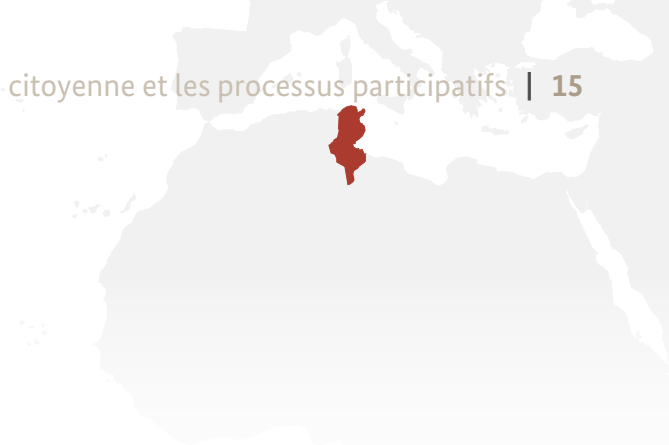 citoyenne et les processus participatifs | 15